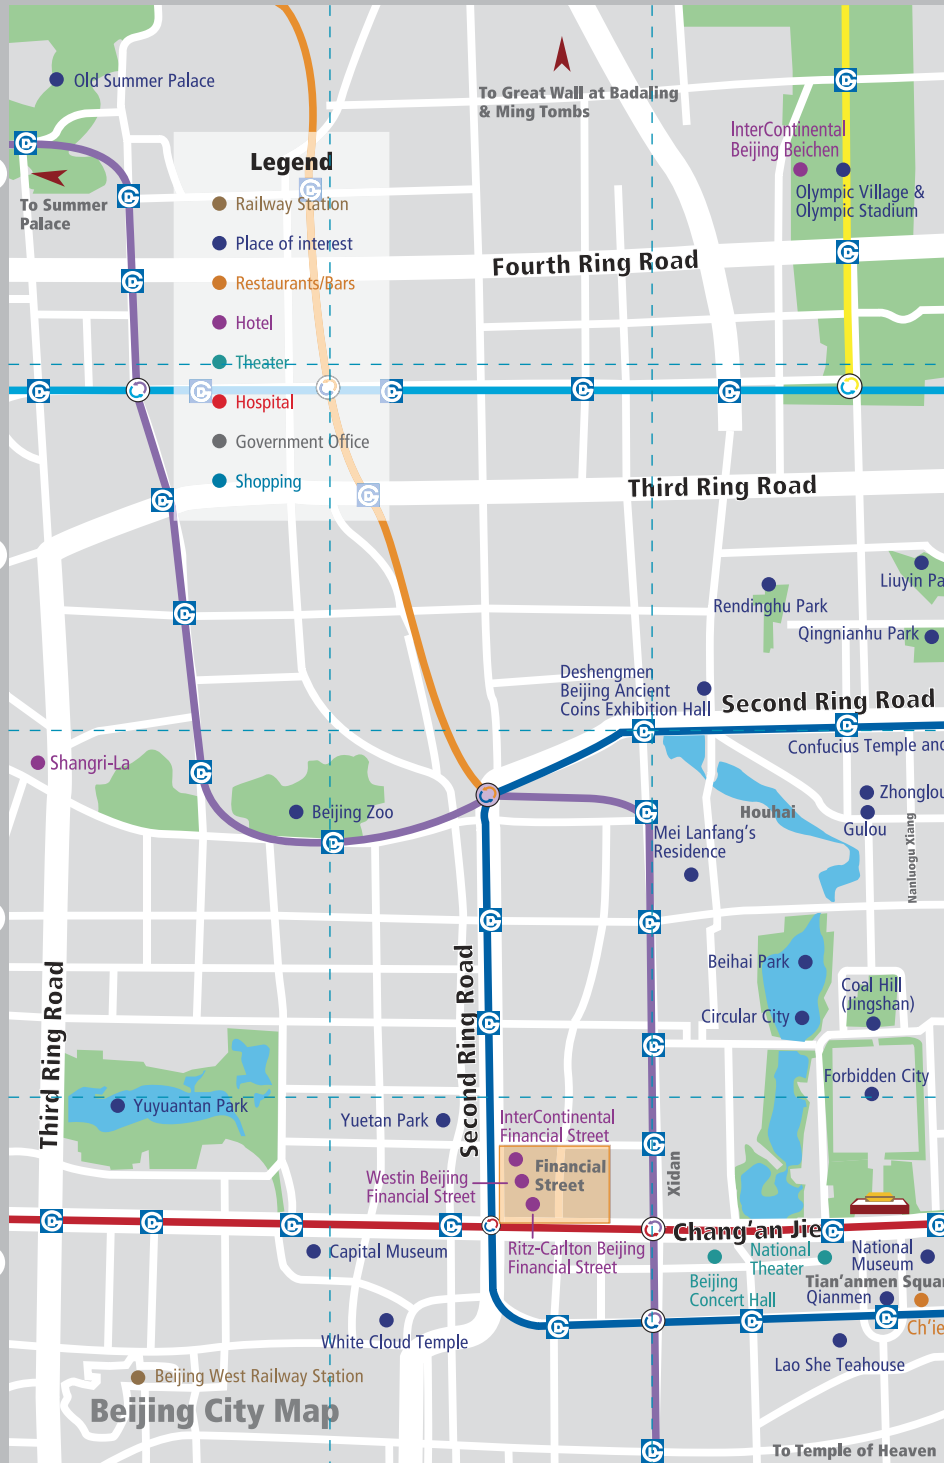 Old Summer Palace
To Great Wall at Badaling
& Ming Tombs
InterContinental
Beijing Beichen
Olympic Village &
Olympic Stadium
To Summer
Palace
Legend
Railway Station
Place of interest
Restaurants/Bars
Hotel
Theater
Hospital
Government Office
Shopping
Fourth Ring Road
Third Ring Road
Liuyin Pa
Rendinghu Park
Qingnianhu Park
Deshengmen
Beijing Ancient
Coins Exhibition Hall
Second Ring Road
Confucius Temple and
Shangri-La
Beijing Zoo
Houhai
Zhonglou
Gulou
Nanluogu Xiang
Mei Lanfang's
Residence
Third Ring Road
Second Ring Road
Beihai Park
Coal Hill
(Jingshan)
Circular City
Forbidden City
Yuyuantan Park
Yuetan Park
InterContinental
Financial Street
Financial
Street
Westin Beijing
Financial Street
Xidan
Chang'an Jie
Ritz-Carlton Beijing
Financial Street
Capital Museum
National
Theater
National
Museum
Beijing
Concert Hall
Tian'anmen Squar
Qianmen
Ch'ie
White Cloud Temple
Lao She Teahouse
Beijing West Railway Station
Beijing City Map
To Temple of Heaven